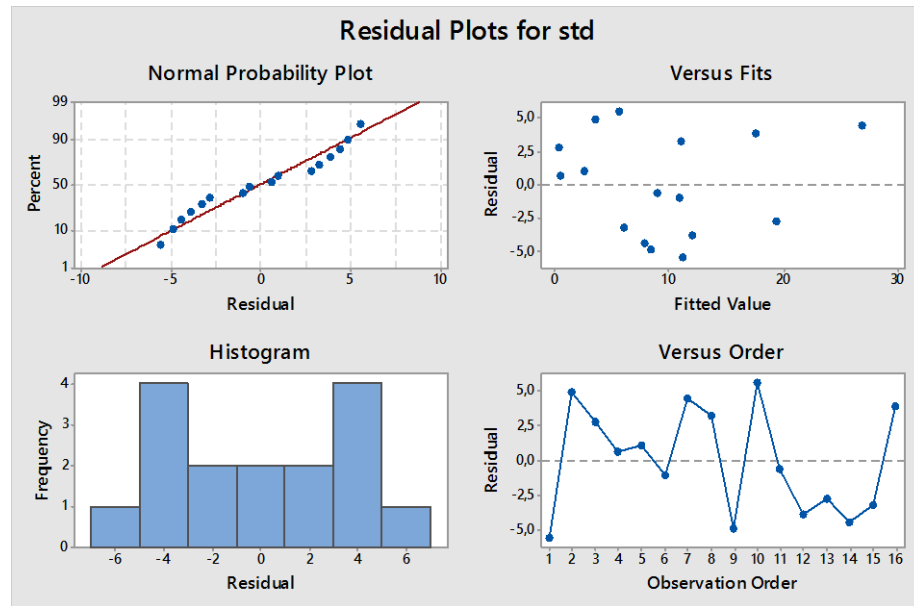 Residual Plots for std
Normal Probability Plot
99
90
50
10
1
Percent
-10 -5 0 5 10
Residual
Versus Fits
5,0
2,5
0,0
-2,5
-5,0
Residual
0 10 20 30
Fitted Value
Histogram
4
3
2
1
0
Frequency
-6 -4 -2 0 2 4 6
Residual
Versus Order
5,0
2,5
0,0
-2,5
-5,0
Residual
1 2 3 4 5 6 7 8 9 10 11 12 13 14 15 16
Observation Order